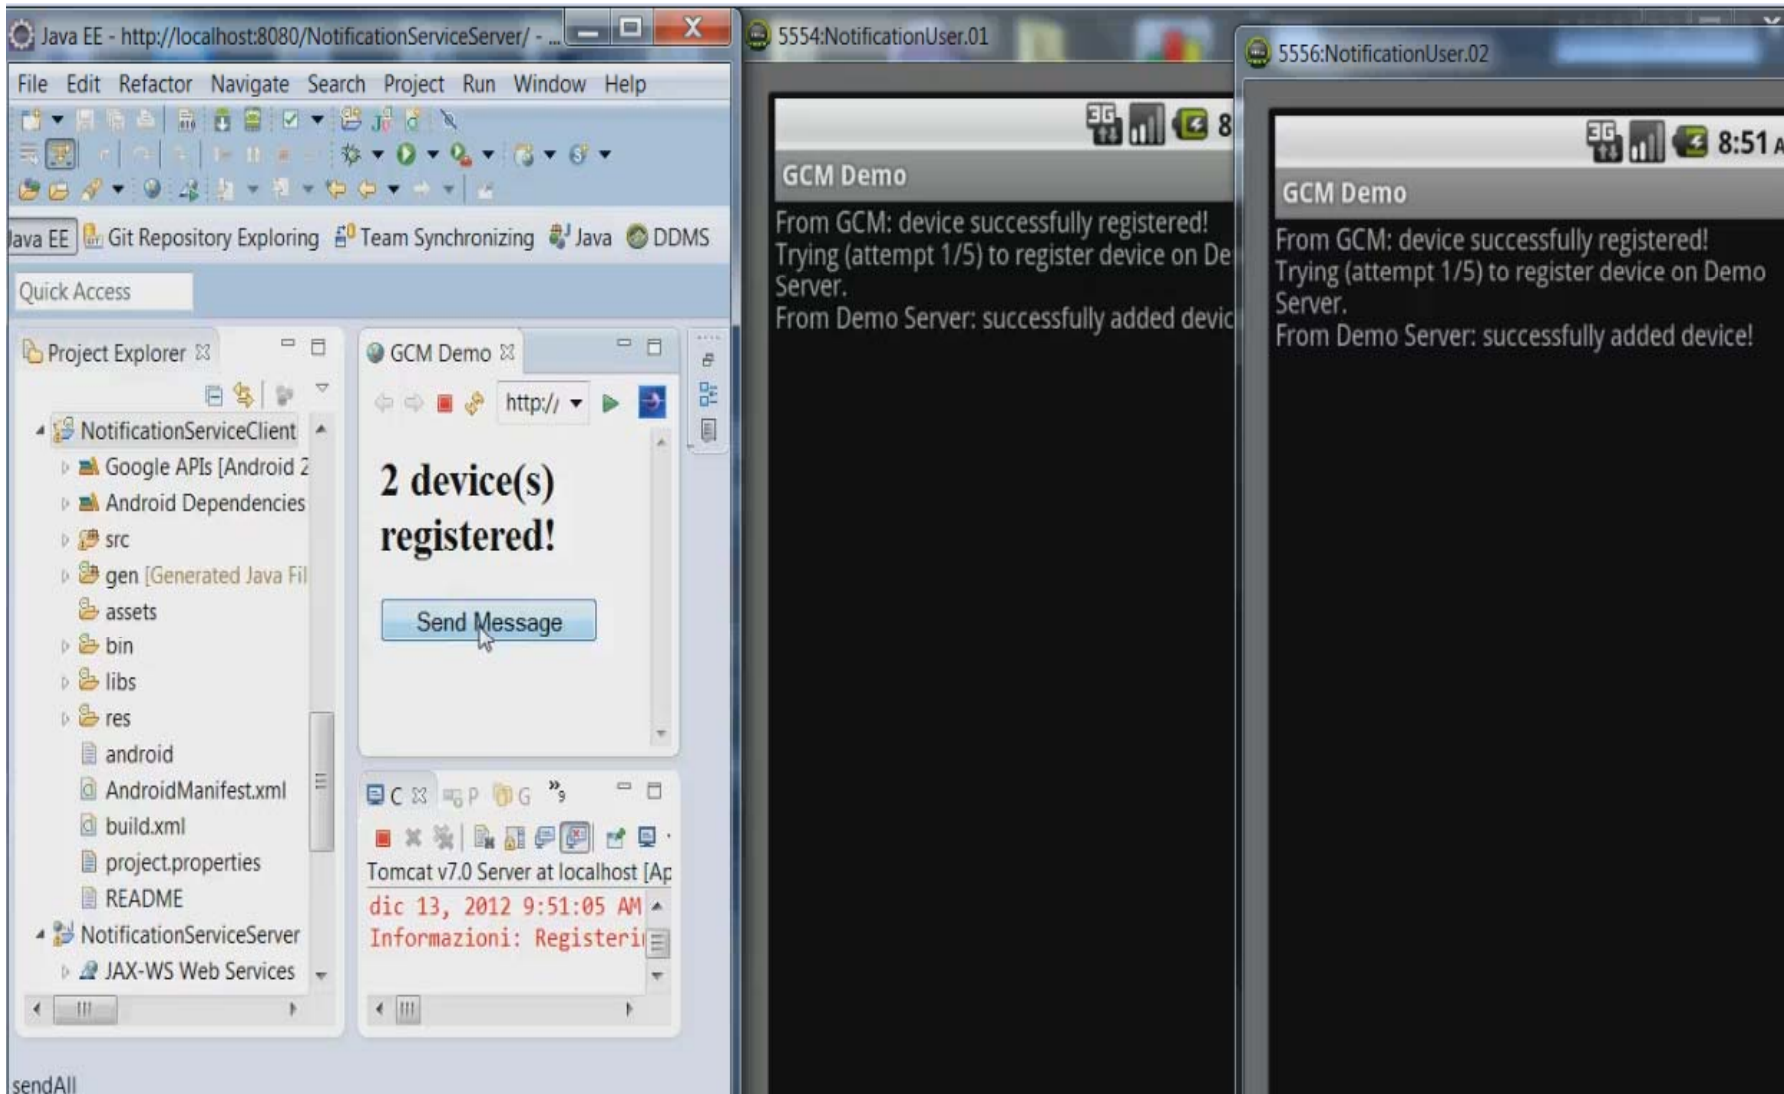 Java EE - http://localhost:8080/NotificationServiceServer/ - ...
File Edit Refactor Navigate Search Project Run Window Help
Java EE Git Repository Exploring Team Synchronizing Java DDMS
Quick Access
Project Explorer
NotificationServiceClient
Google APIs [Android 2
Android Dependencies
src
gen [Generated Java Fil
assets
bin
libs
res
android
AndroidManifest.xml
build.xml
project.properties
README
NotificationServiceServer
JAX-WS Web Services
sendAll
GCM Demo
http://
2 device(s)
registered!
Send Message
C P G »9
Tomcat v7.0 Server at localhost [Ap
dic 13, 2012 9:51:05 AM
Informazioni: Registeri
5554:NotificationUser.01
3G 8
GCM Demo
From GCM: device successfully registered!
Trying (attempt 1/5) to register device on De
Server.
From Demo Server: successfully added devic
5556:NotificationUser.02
3G 8:51 A
GCM Demo
From GCM: device successfully registered!
Trying (attempt 1/5) to register device on Demo
Server.
From Demo Server: successfully added device!